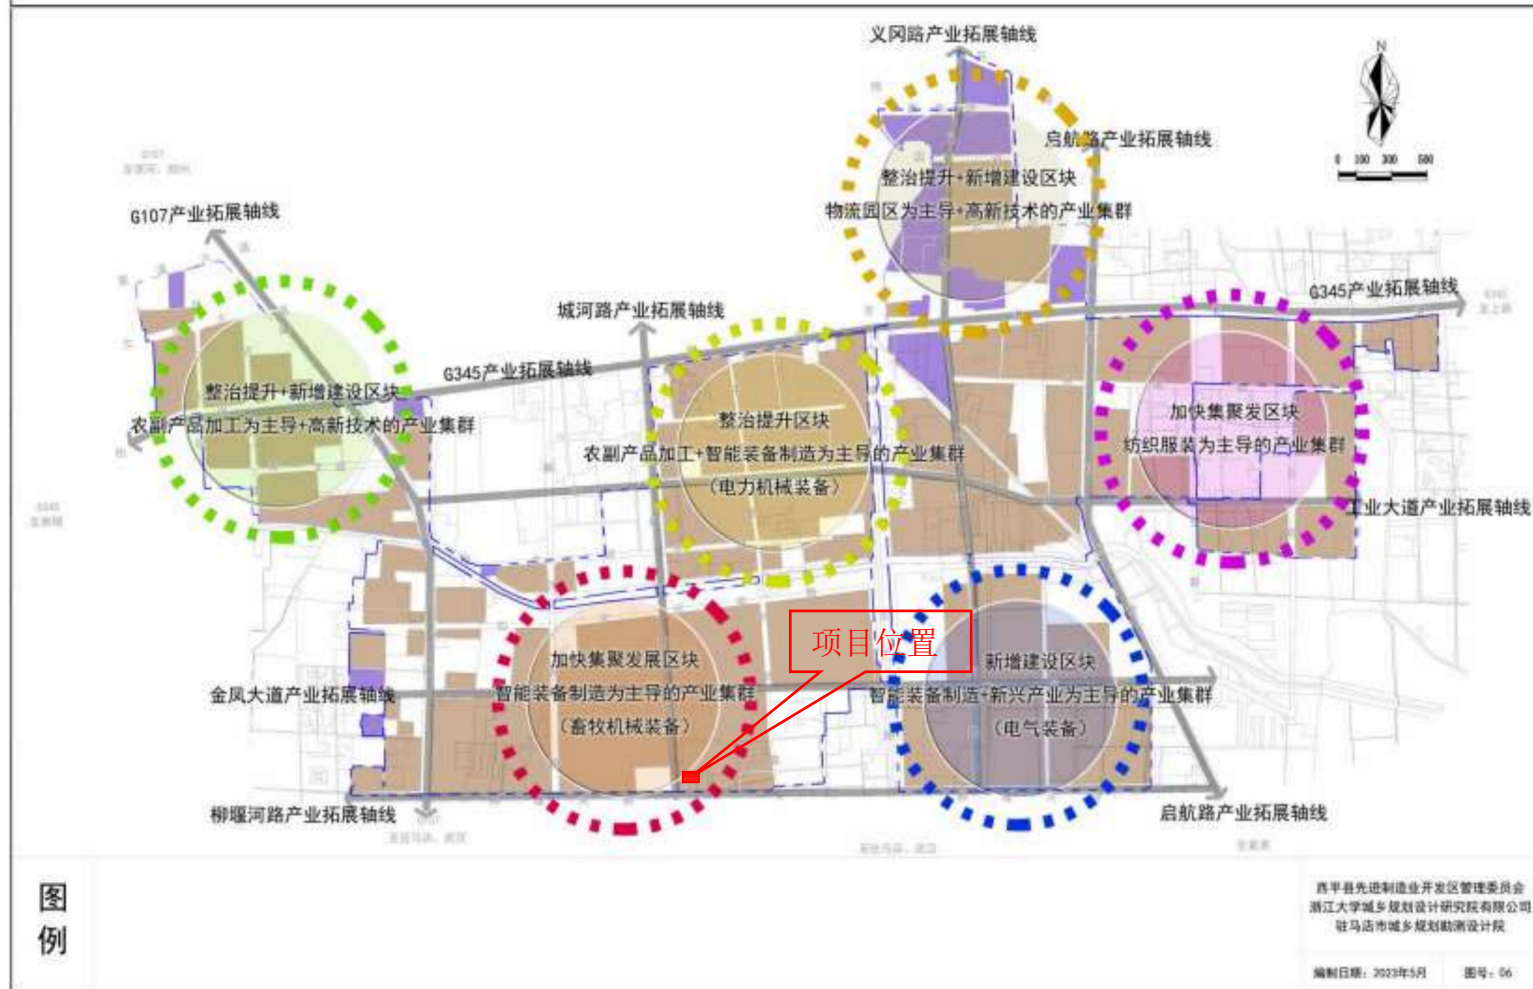 义冈路产业拓展轴线
N
启航路产业拓展轴线
0 100 300 500
整治提升+新增建设区块
物流园区为主导+高新技术的产业集群
G107产业拓展轴线
城河路产业拓展轴线
G345产业拓展轴线
G345产业拓展轴线
整治提升+新增建设区块
农副产品加工为主导+高新技术的产业集群
整治提升区块
农副产品加工+智能装备制造为主导的产业集群
（电力机械装备）
加快集聚发区块
纺织服装为主导的产业集群
工业大道产业拓展轴线
项目位置
加快集聚发展区块
智能装备制造为主导的产业集群
（畜牧机械装备）
新增建设区块
智能装备制造+新兴产业为主导的产业集群
（电气装备）
金凤大道产业拓展轴线
柳堰河路产业拓展轴线
启航路产业拓展轴线
图例
西平县先进制造业开发区管理委员会
浙江大学城乡规划设计研究院有限公司
驻马店市城乡规划勘测设计院
编制日期：2023年5月
图号：06